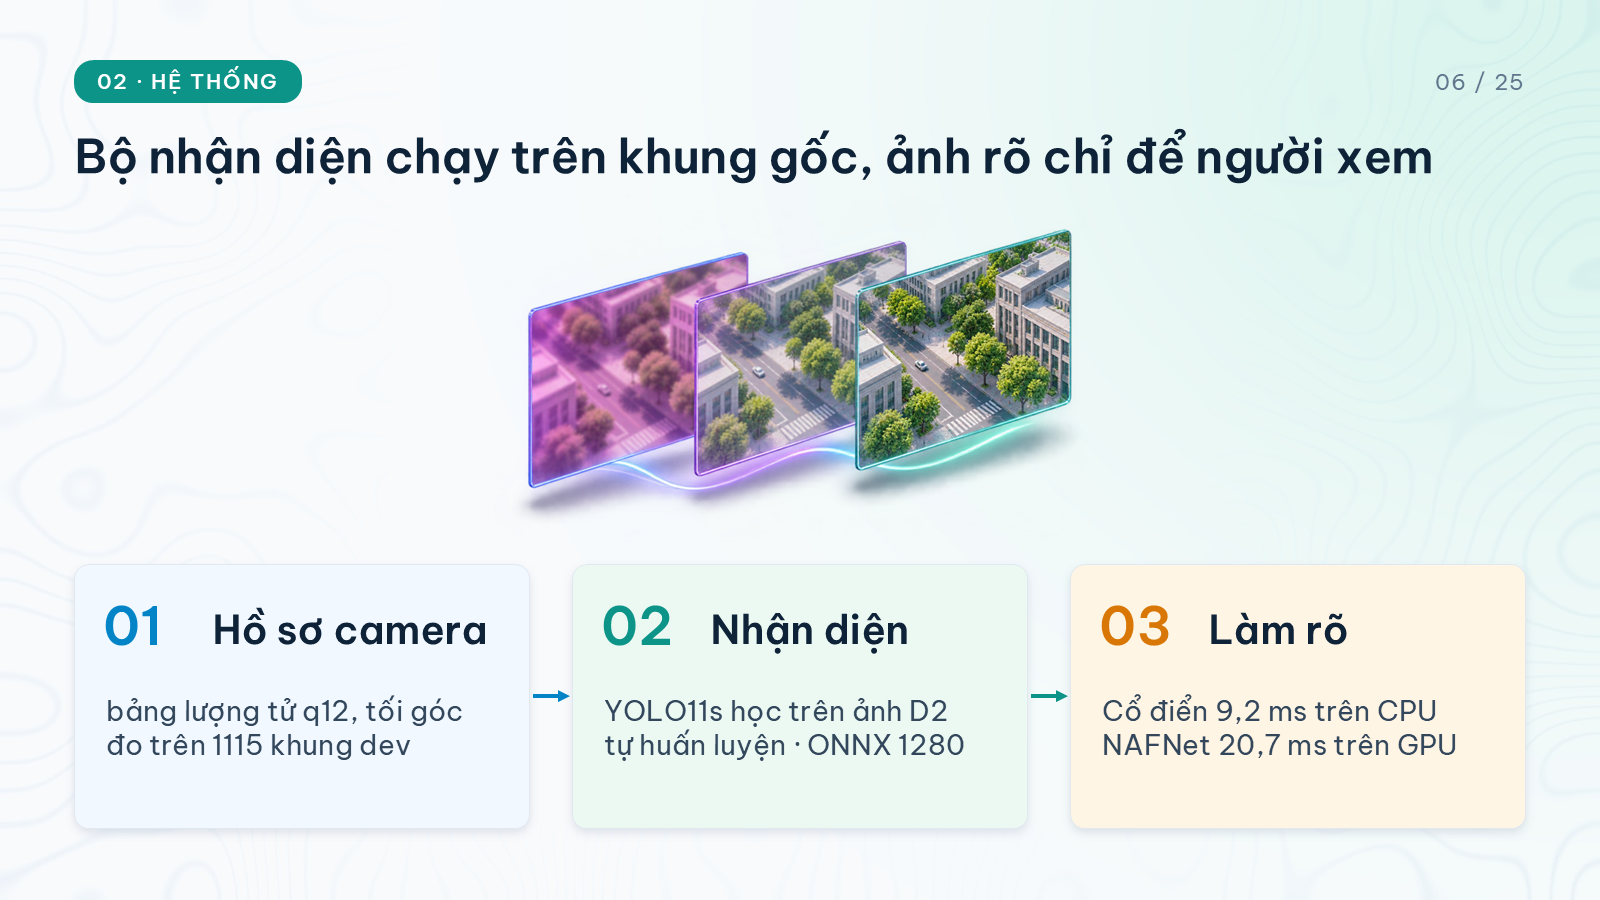 02 · HỆ THỐNG
06 / 25
Bộ nhận diện chạy trên khung gốc, ảnh rõ chỉ để người xem
01 Hồ sơ camera
bảng lượng tử q12, tối góc
đo trên 1115 khung dev
02 Nhận diện
YOLO11s học trên ảnh D2
tự huấn luyện · ONNX 1280
03 Làm rõ
Cổ điển 9,2 ms trên CPU
NAFNet 20,7 ms trên GPU